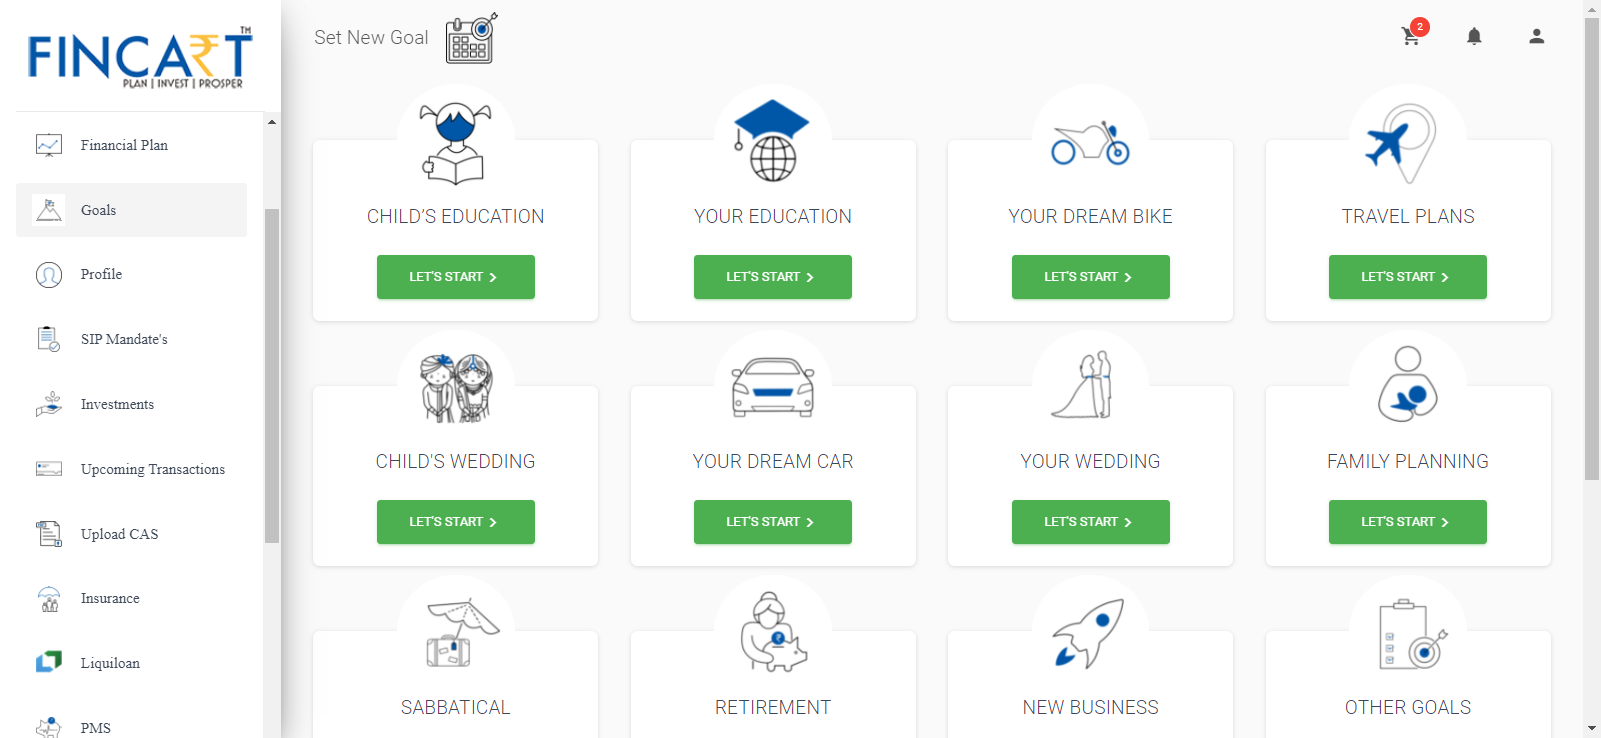 FINCART TM
PLAN | INVEST | PROSPER
Financial Plan
Goals
Profile
SIP Mandate's
Investments
Upcoming Transactions
Upload CAS
Insurance
Liquiloan
PMS
Set New Goal
2
CHILD'S EDUCATION
LET'S START
YOUR EDUCATION
LET'S START
YOUR DREAM BIKE
LET'S START
TRAVEL PLANS
LET'S START
CHILD'S WEDDING
LET'S START
YOUR DREAM CAR
LET'S START
YOUR WEDDING
LET'S START
FAMILY PLANNING
LET'S START
SABBATICAL
RETIREMENT
NEW BUSINESS
OTHER GOALS